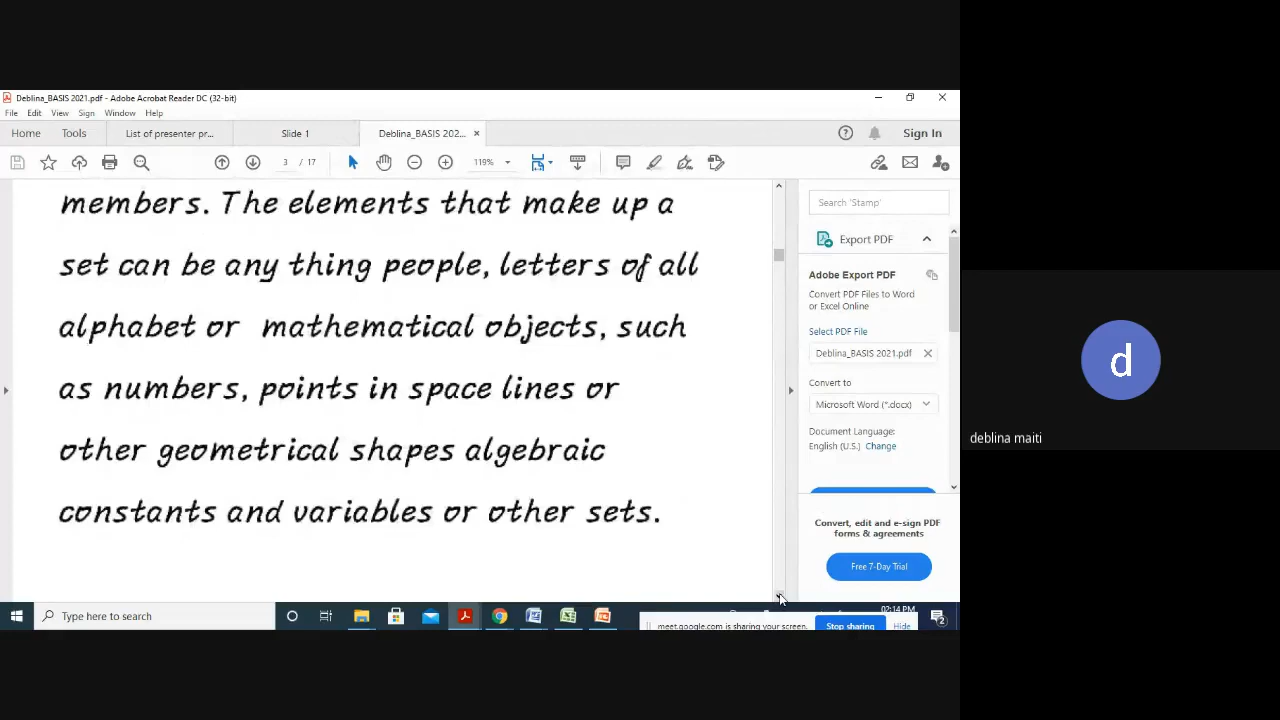 Deblina_BASIS 2021.pdf - Adobe Acrobat Reader DC (32-bit)
File Edit View Sign Window Help
Home Tools List of presenter pr... Slide 1 Deblina_BASIS 202... × Sign In
3 / 17 119%
members. The elements that make up a
set can be any thing people, letters of all
alphabet or mathematical objects, such
as numbers, points in space lines or
other geometrical shapes algebraic
constants and variables or other sets.
Search 'Stamp'
Export PDF
Adobe Export PDF
Convert PDF Files to Word
or Excel Online
Select PDF File
Deblina_BASIS 2021.pdf
Convert to
Microsoft Word (*.docx)
Document Language:
English (U.S.) Change
Convert, edit and e-sign PDF
forms & agreements
Free 7-Day Trial
d
deblina maiti
Type here to search
02:14 PM
2
meet.google.com is sharing your screen.
Stop sharing
Hide